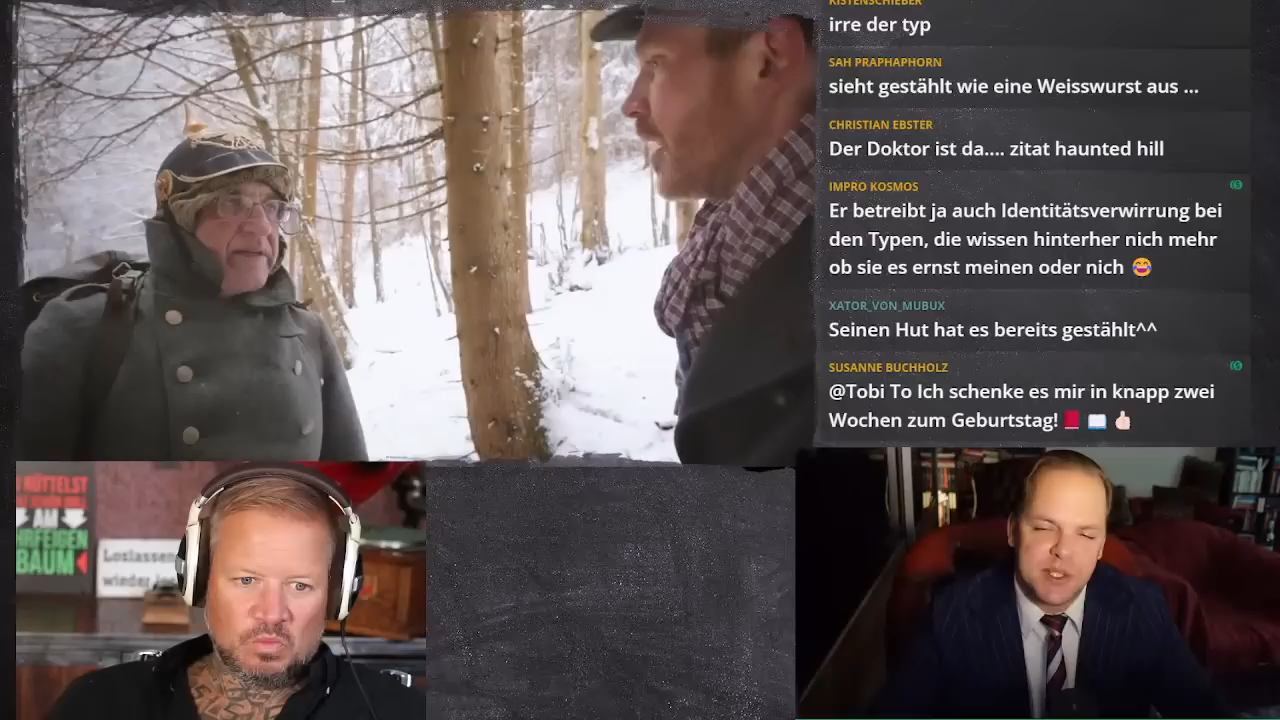 KISTENSCHIEBER
irre der typ
SAH PRAPHAPHORN
sieht gestählt wie eine Weisswurst aus ...
CHRISTIAN EBSTER
Der Doktor ist da.... zitat haunted hill
IMPRO KOSMOS
Er betreibt ja auch Identitätsverwirrung bei
den Typen, die wissen hinterher nich mehr
ob sie es ernst meinen oder nich 😂
XATOR_VON_MUBUX
Seinen Hut hat es bereits gestählt^^
SUSANNE BUCHHOLZ
@Tobi To Ich schenke es mir in knapp zwei
Wochen zum Geburtstag!
AM
BAUM
Loslassen
wieder